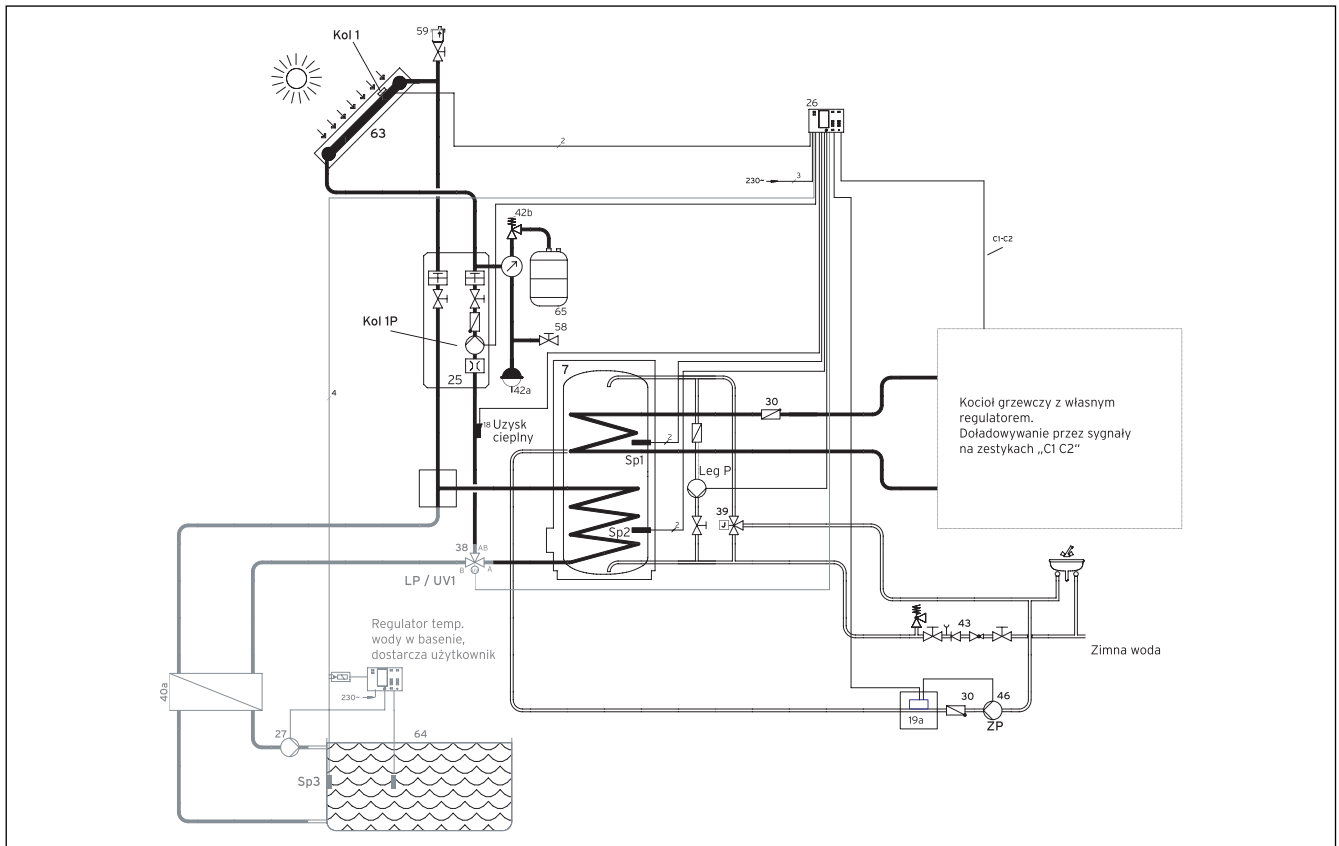 59
Kol 1
63
26
2
230~
3
42b
C1-C2
65
58
Kol 1P
25
42a
4
7
30
18 Uzysk
cieplny
2
Sp1
Leg P
Kocioł grzewczy z własnym
regulatorem.
Doładowywanie przez sygnały
na zestykach „C1 C2“
39
2
Sp2
38
AB
B
A
LP / UV1
43
Zimna woda
Regulator temp.
wody w basenie,
dostarcza użytkownik
230~
40a
27
64
Sp3
19a
30
46
ZP